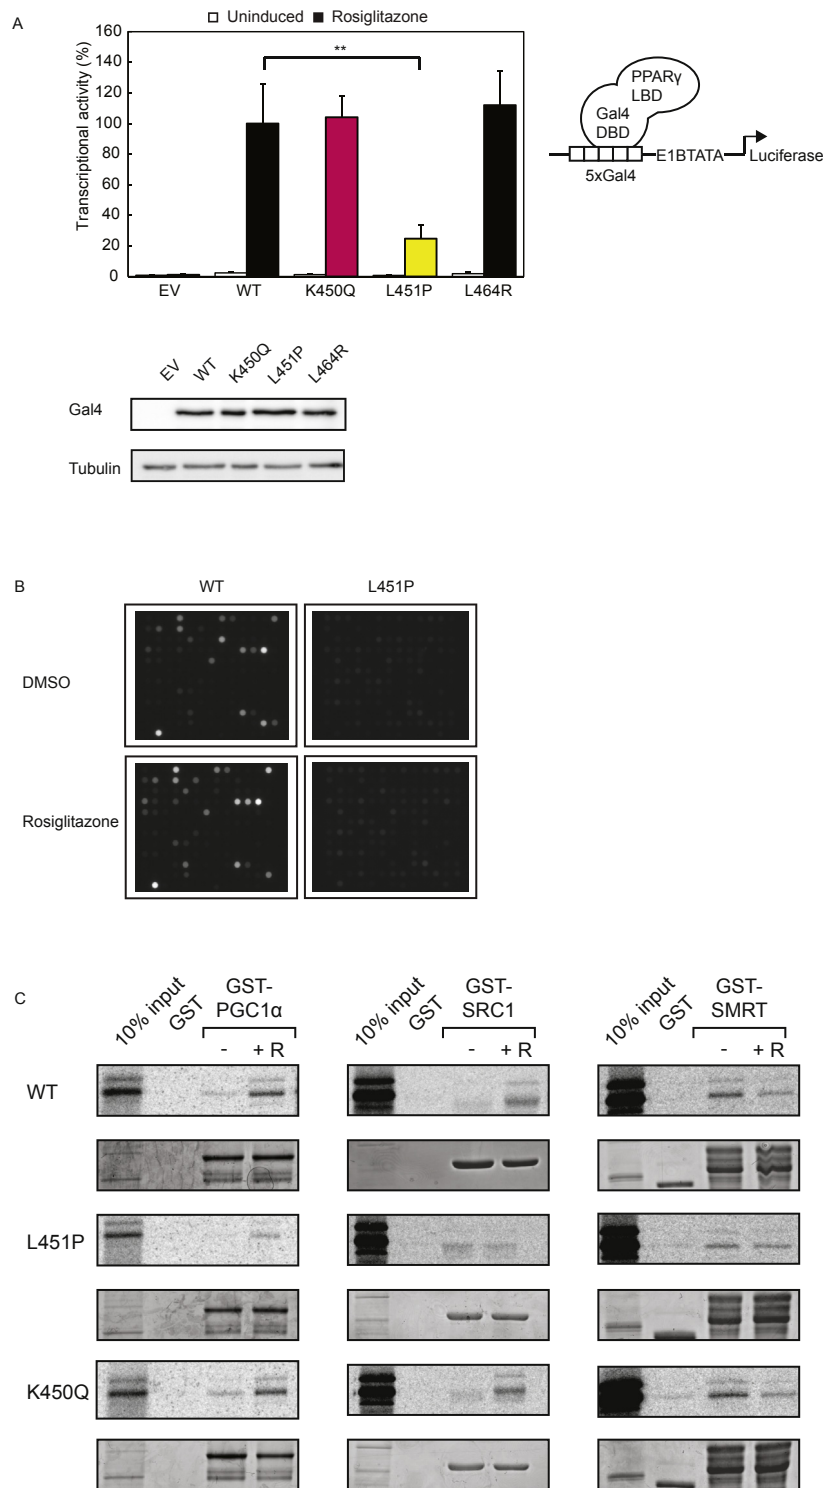 A
Uninduced Rosiglitazone
Transcriptional activity (%)
160
140
120
100
80
60
40
20
0
**
EV WT K450Q L451P L464R
PPARγ
LBD
Gal4
DBD
E1BTATA Luciferase
5xGal4
EV WT K450Q L451P L464R
Gal4
Tubulin
B
WT L451P
DMSO
Rosiglitazone
C
10% input GST GST-PGC1α - + R
10% input GST GST-SRC1 - + R
10% input GST GST-SMRT - + R
WT
L451P
K450Q